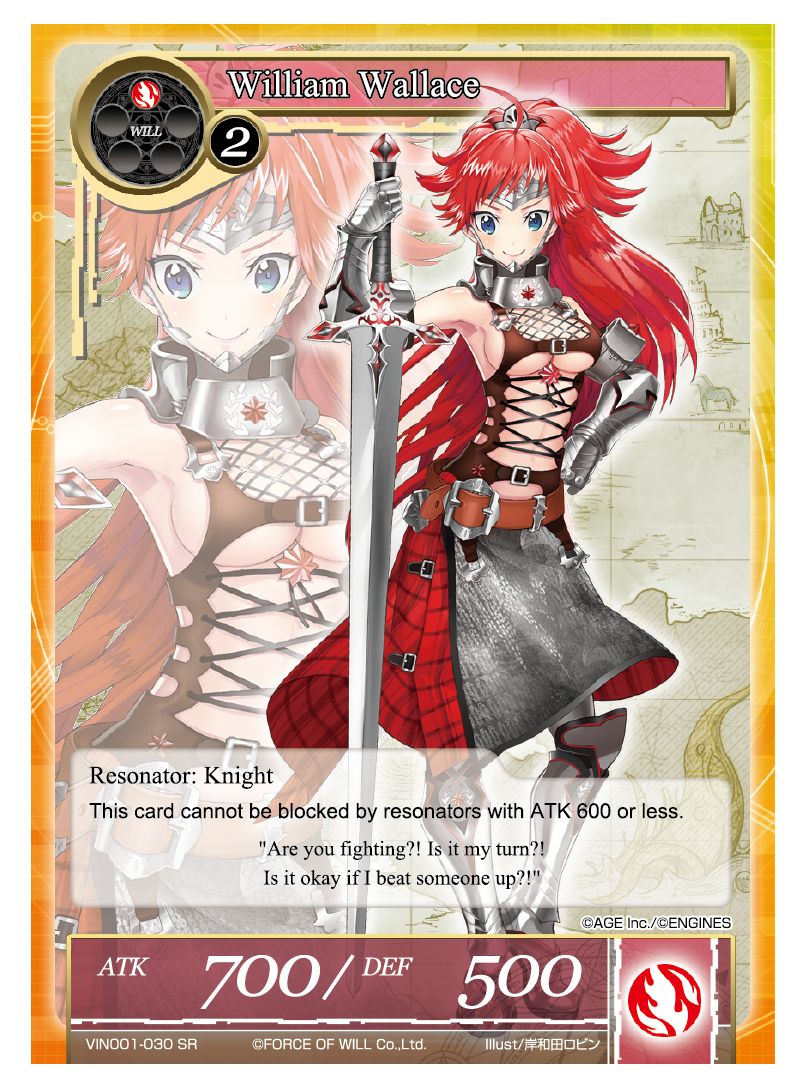 William Wallace
WILL
2
Resonator: Knight
This card cannot be blocked by resonators with ATK 600 or less.
"Are you fighting?! Is it my turn?!
Is it okay if I beat someone up?!"
©AGE Inc./©ENGINES
ATK 700/ DEF 500
VIN001-030 SR ©FORCE OF WILL Co.,Ltd. Illust/岸和田ロビン